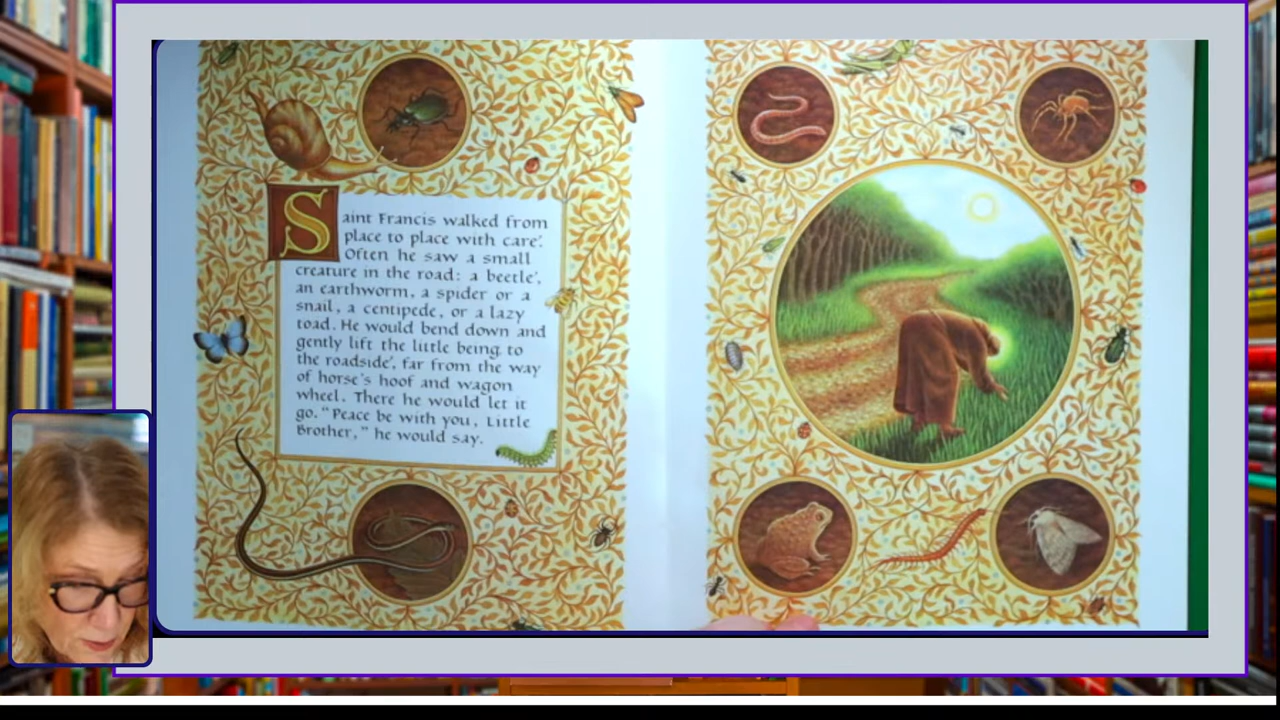 Saint Francis walked from
place to place with care.
Often he saw a small
creature in the road: a beetle,
an earthworm, a spider or a
snail, a centipede, or a lazy
toad. He would bend down and
gently lift the little being to
the roadside, far from the way
of horse's hoof and wagon
wheel. There he would let it
go. "Peace be with you, Little
Brother," he would say.